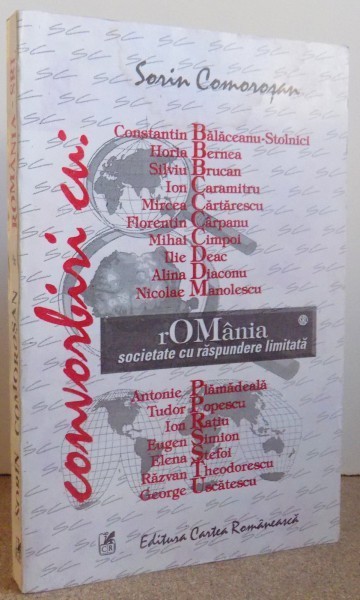 Sorin Comoroșan
convorbiri cu:
Constantin Bălăceanu-Stolnici
Horia Bernea
Silviu Brucan
Ion Caramitru
Mircea Cărtărescu
Florentin Cârpanu
Mihai Cimpoi
Ilie Deac
Alina Diaconu
Nicolae Manolescu
rOMânia
societate cu răspundere limitată
Antonie Plămădeală
Tudor Popescu
Ion Rațiu
Eugen Simion
Elena Ștefoi
Răzvan Theodorescu
George Uscătescu
CR
Editura Cartea Românească